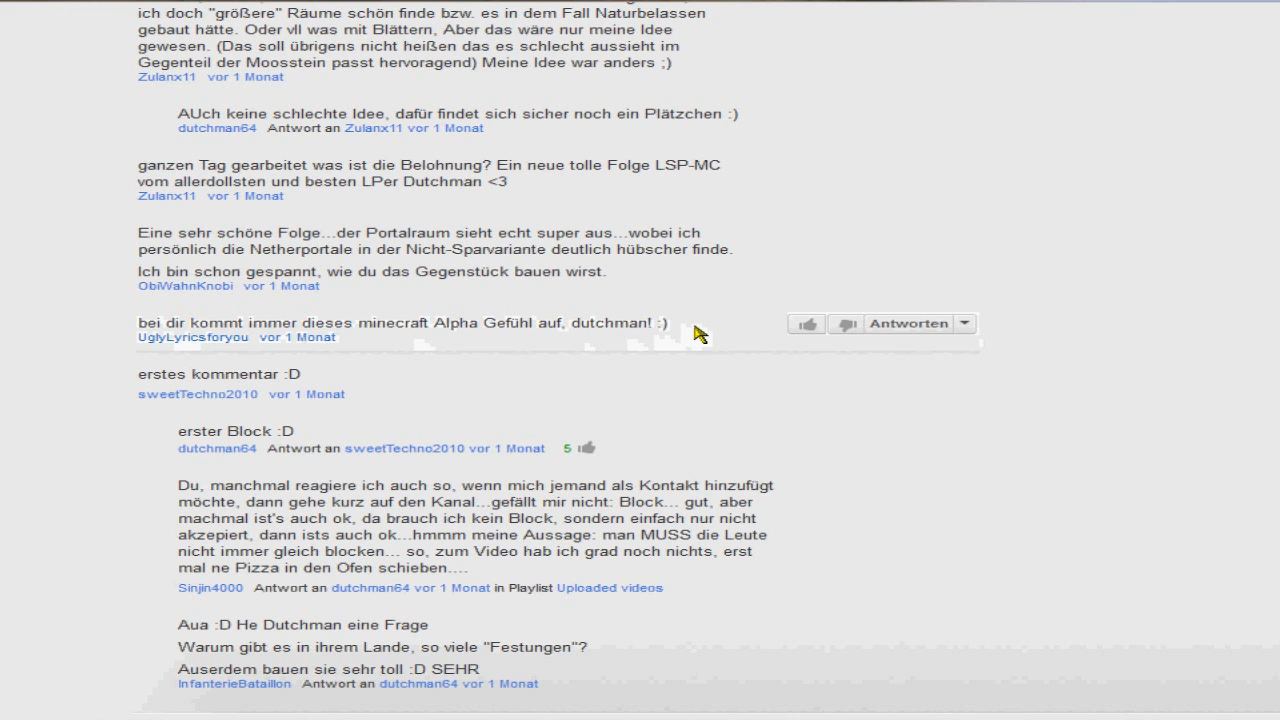 ich doch "größere" Räume schön finde bzw. es in dem Fall Naturbelassen
gebaut hätte. Oder vll was mit Blättern, Aber das wäre nur meine Idee
gewesen. (Das soll übrigens nicht heißen das es schlecht aussieht im
Gegenteil der Moosstein passt hervoragend) Meine Idee war anders ;)
Zulanx11 vor 1 Monat
AUch keine schlechte Idee, dafür findet sich sicher noch ein Plätzchen :)
dutchman64 Antwort an Zulanx11 vor 1 Monat
ganzen Tag gearbeitet was ist die Belohnung? Ein neue tolle Folge LSP-MC
vom allerdollsten und besten LPer Dutchman <3
Zulanx11 vor 1 Monat
Eine sehr schöne Folge...der Portalraum sieht echt super aus...wobei ich
persönlich die Netherportale in der Nicht-Sparvariante deutlich hübscher finde.
Ich bin schon gespannt, wie du das Gegenstück bauen wirst.
ObiWahnKnobi vor 1 Monat
bei dir kommt immer dieses minecraft Alpha Gefühl auf, dutchman! :)
Antworten
UglyLyricsforyou vor 1 Monat
erstes kommentar :D
sweetTechno2010 vor 1 Monat
erster Block :D
dutchman64 Antwort an sweetTechno2010 vor 1 Monat 5
Du, manchmal reagiere ich auch so, wenn mich jemand als Kontakt hinzufügt
möchte, dann gehe kurz auf den Kanal...gefällt mir nicht: Block... gut, aber
machmal ist's auch ok, da brauch ich kein Block, sondern einfach nur nicht
akzepiert, dann ists auch ok...hmmm meine Aussage: man MUSS die Leute
nicht immer gleich blocken... so, zum Video hab ich grad noch nichts, erst
mal ne Pizza in den Ofen schieben....
Sinjin4000 Antwort an dutchman64 vor 1 Monat in Playlist Uploaded videos
Aua :D He Dutchman eine Frage
Warum gibt es in ihrem Lande, so viele "Festungen"?
Auserdem bauen sie sehr toll :D SEHR
InfanterieBataillon Antwort an dutchman64 vor 1 Monat